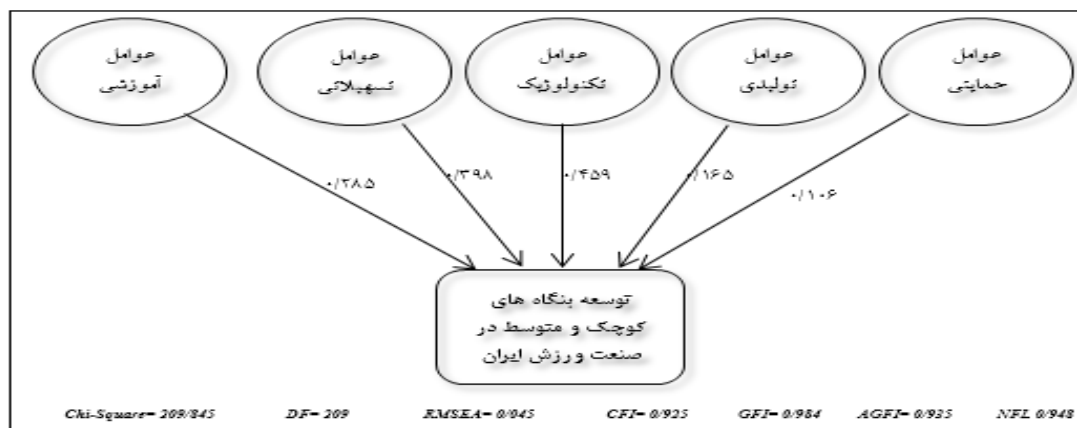 عوامل
حمایتی
عوامل
تولیدی
عوامل
تکنولوژیک
عوامل
تسهیلاتی
عوامل
آموزشی
۰/۱۰۶
۰/۱۶۵
۰/۴۵۹
۰/۳۹۸
۰/۲۸۵
توسعه بنگاه های
کوچک و متوسط در
صنعت ورزش ایران
Chi-Square= 209/845 DF= 209 RMSEA= 0/045 CFI= 0/925 GFI= 0/984 AGFI= 0/935 NFL 0/948